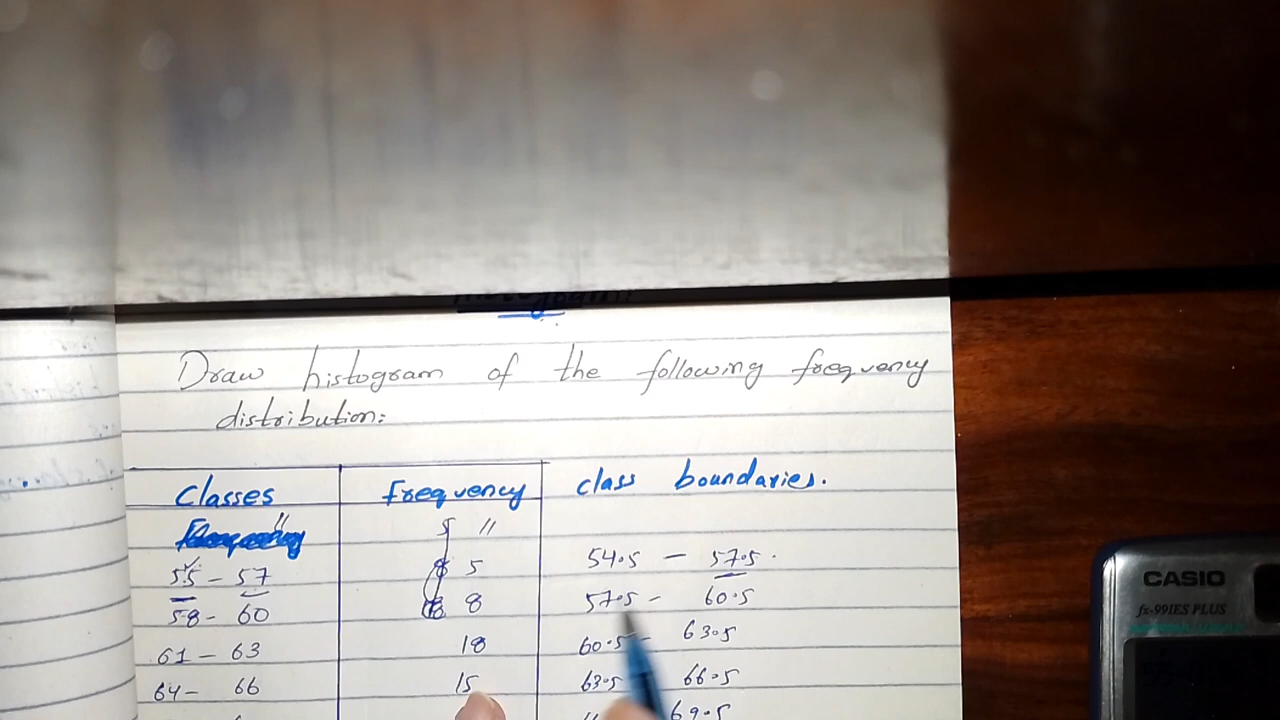 Draw histogram of the following frequency
distribution:
Classes Frequency class boundaries.
5 "
55 - 57 5 54.5 - 57.5.
58 - 60 8 57.5 - 60.5
61 - 63 18 60.5 - 63.5
64 - 66 15 63.5 66.5
69.5
CASIO
fx-991ES PLUS